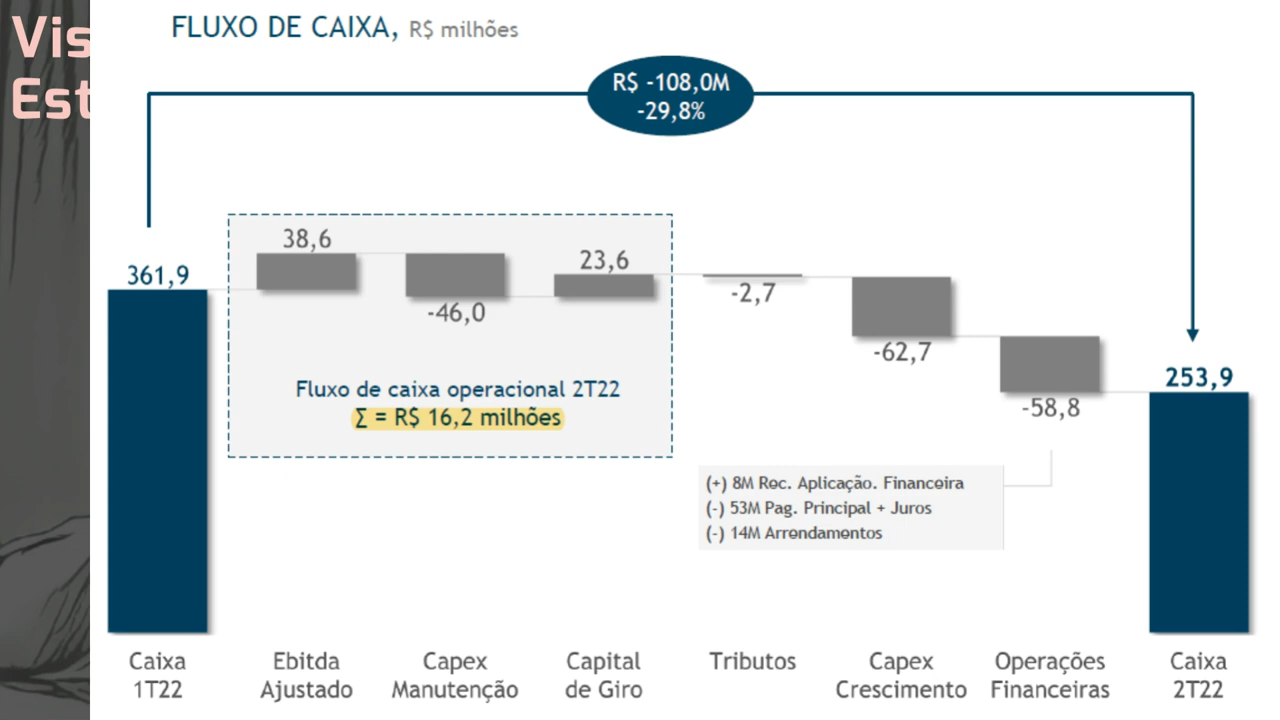 Vis
Est
FLUXO DE CAIXA, R$ milhões
R$ -108,0M
-29,8%
361,9
38,6
-46,0
23,6
-2,7
-62,7
-58,8
253,9
Fluxo de caixa operacional 2T22
∑ = R$ 16,2 milhões
(+) 8M Rec. Aplicação. Financeira
(-) 53M Pag. Principal + Juros
(-) 14M Arrendamentos
Caixa
1T22
Ebitda
Ajustado
Capex
Manutenção
Capital
de Giro
Tributos
Capex
Crescimento
Operações
Financeiras
Caixa
2T22